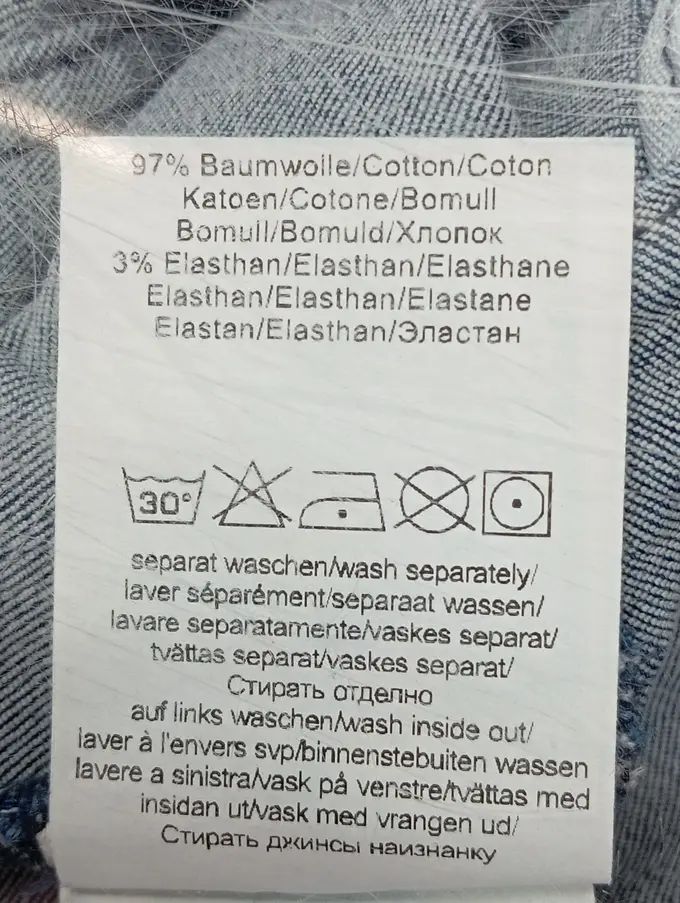 97% Baumwolle/Cotton/Coton
Katoen/Cotone/Bomull
Bomull/Bomuld/Хлопок
3% Elasthan/Elasthan/Elasthane
Elasthan/Elasthan/Elastane
Elastan/Elasthan/Эластан
30°
separat waschen/wash separately/
laver séparément/separaat wassen/
lavare separatamente/vaskes separat/
tvättas separat/vaskes separat/
Стирать отделно
auf links waschen/wash inside out/
laver à l'envers svp/binnenstebuiten wassen
lavere a sinistra/vask på venstre/tvättas med
insidan ut/vask med vrangen ud/
Стирать джинсы наизнанку